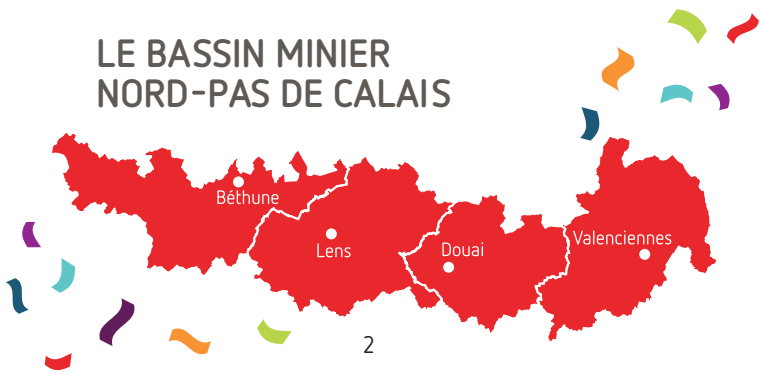 LE BASSIN MINIER
NORD-PAS DE CALAIS
Béthune
Lens
Douai
Valenciennes
2